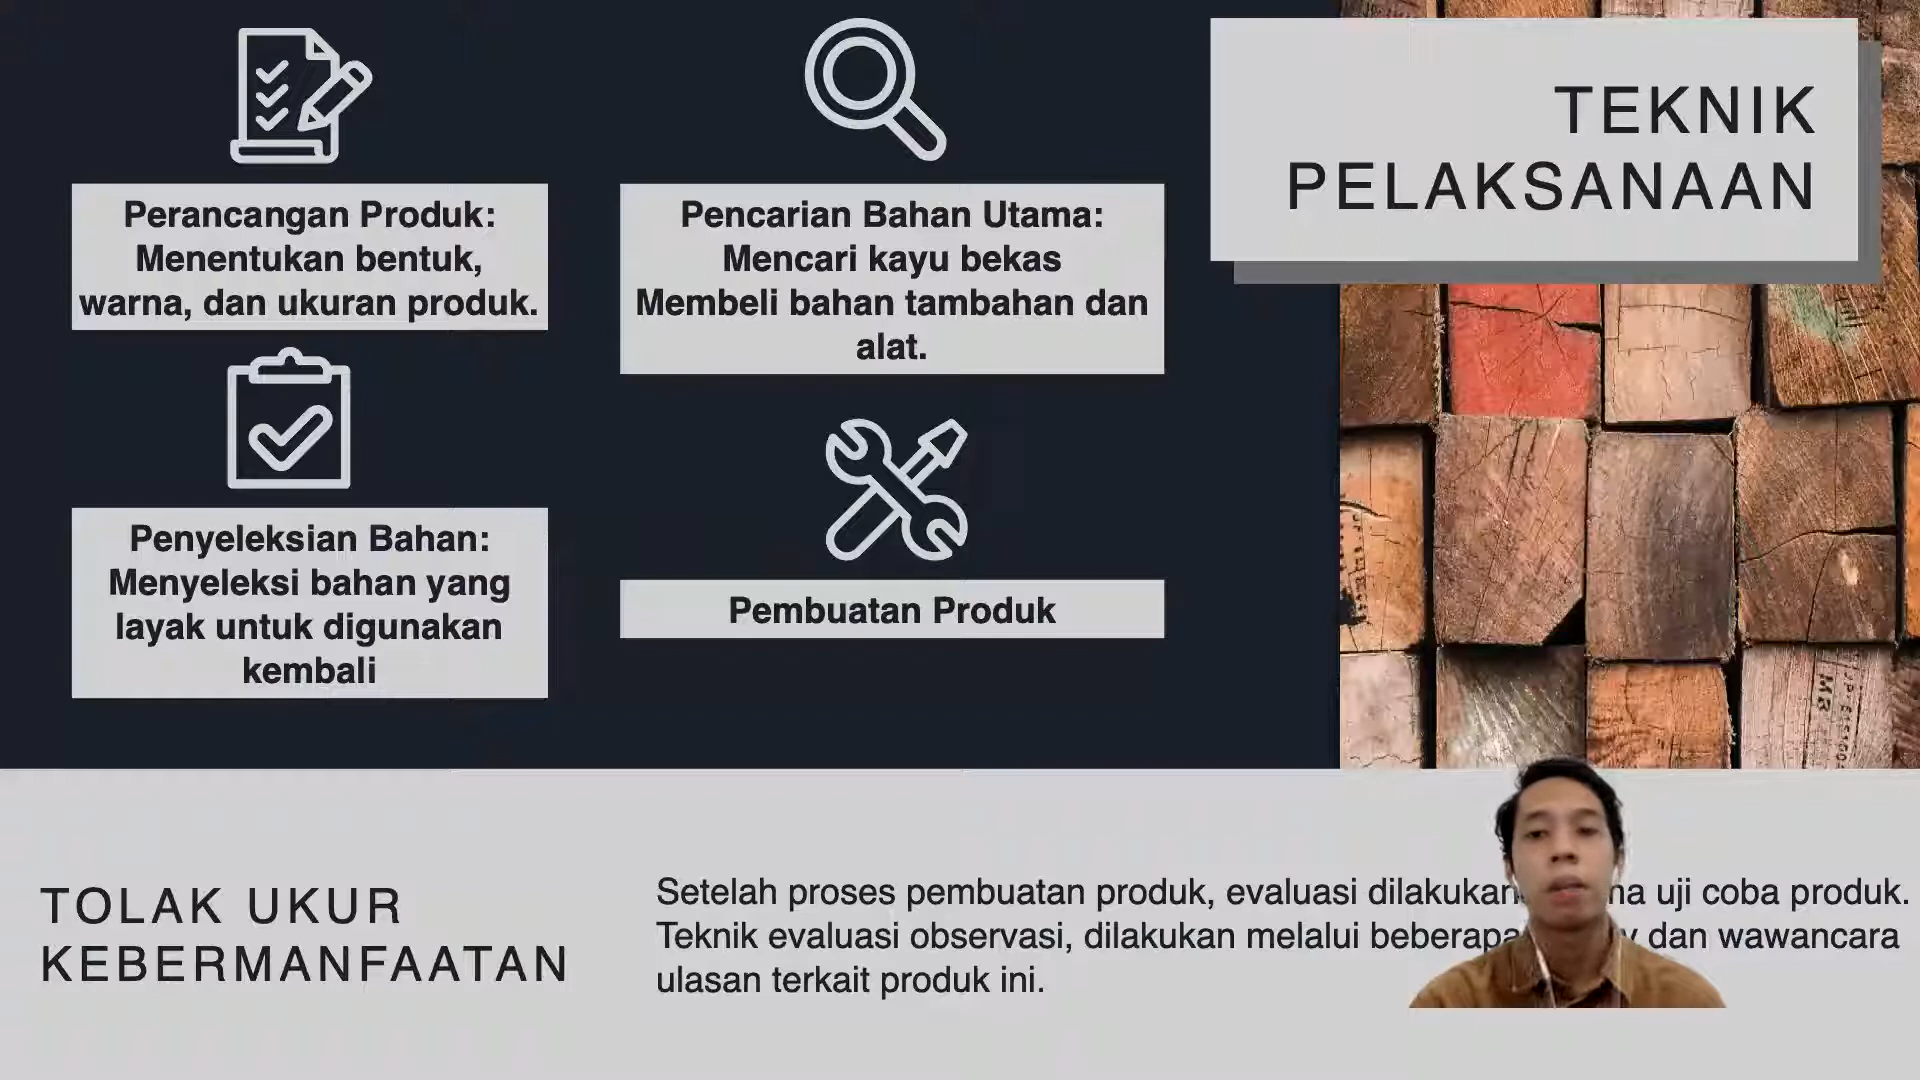 TEKNIK
PELAKSANAAN
Perancangan Produk:
Menentukan bentuk,
warna, dan ukuran produk.
Pencarian Bahan Utama:
Mencari kayu bekas
Membeli bahan tambahan dan
alat.
Penyeleksian Bahan:
Menyeleksi bahan yang
layak untuk digunakan
kembali
Pembuatan Produk
TOLAK UKUR
KEBERMANFAATAN
Setelah proses pembuatan produk, evaluasi dilakukan uji coba produk.
Teknik evaluasi observasi, dilakukan melalui beberapa dan wawancara
ulasan terkait produk ini.